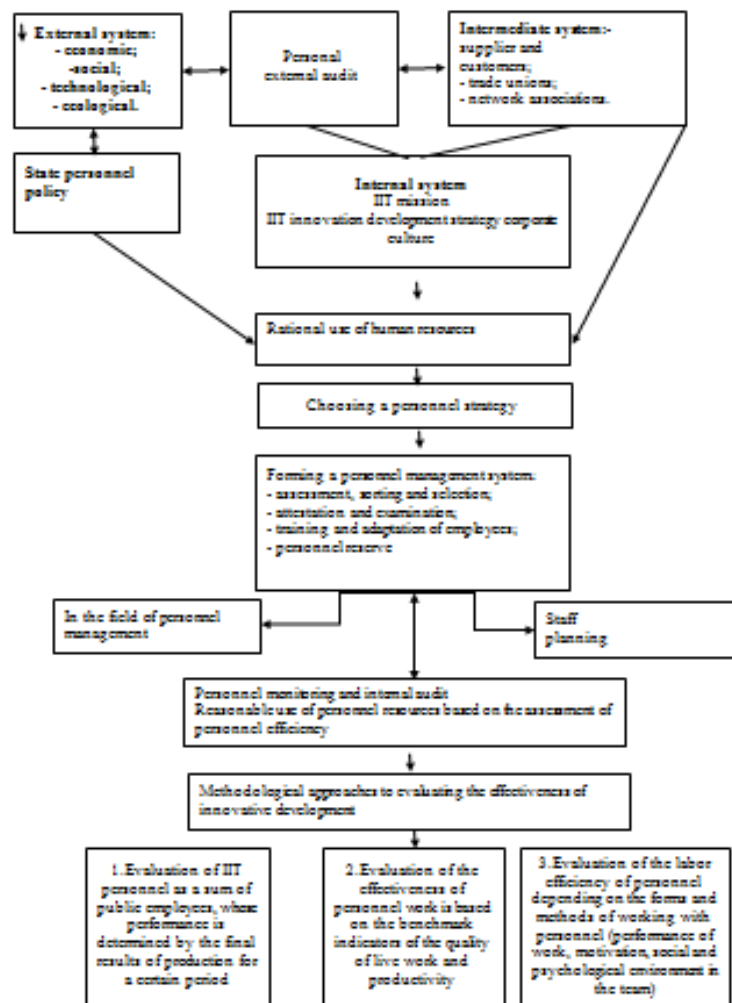 External system:
- economic;
-social;
- technological;
- ecological.
Personal
external audit
Intermediate system:-
supplier and
customers;
- trade unions;
- network associations.
State personnel
policy
Internal system
IIT mission
IIT innovation development strategy corporate
culture
Rational use of human resources
Choosing a personnel strategy
Forming a personnel management system:
- assessment, sorting and selection;
- attestation and examination;
- training and adaptation of employees;
- personnel reserve
In the field of personnel
management
Staff
planning
Personnel monitoring and internal audit
Reasonable use of personnel resources based on the assessment of
personnel efficiency
Methodological approaches to evaluating the effectiveness of
innovative development
1.Evaluation of IIT
personnel as a sum of
public employees, whose
performance is
determined by the final
results of production for
a certain period
2.Evaluation of the
effectiveness of
personnel work is based
on the benchmark
indicators of the quality
of live work and
productivity
3.Evaluation of the labor
efficiency of personnel
depending on the forms and
methods of working with
personnel (performance of
work, motivation, social and
psychological environment in
the team)